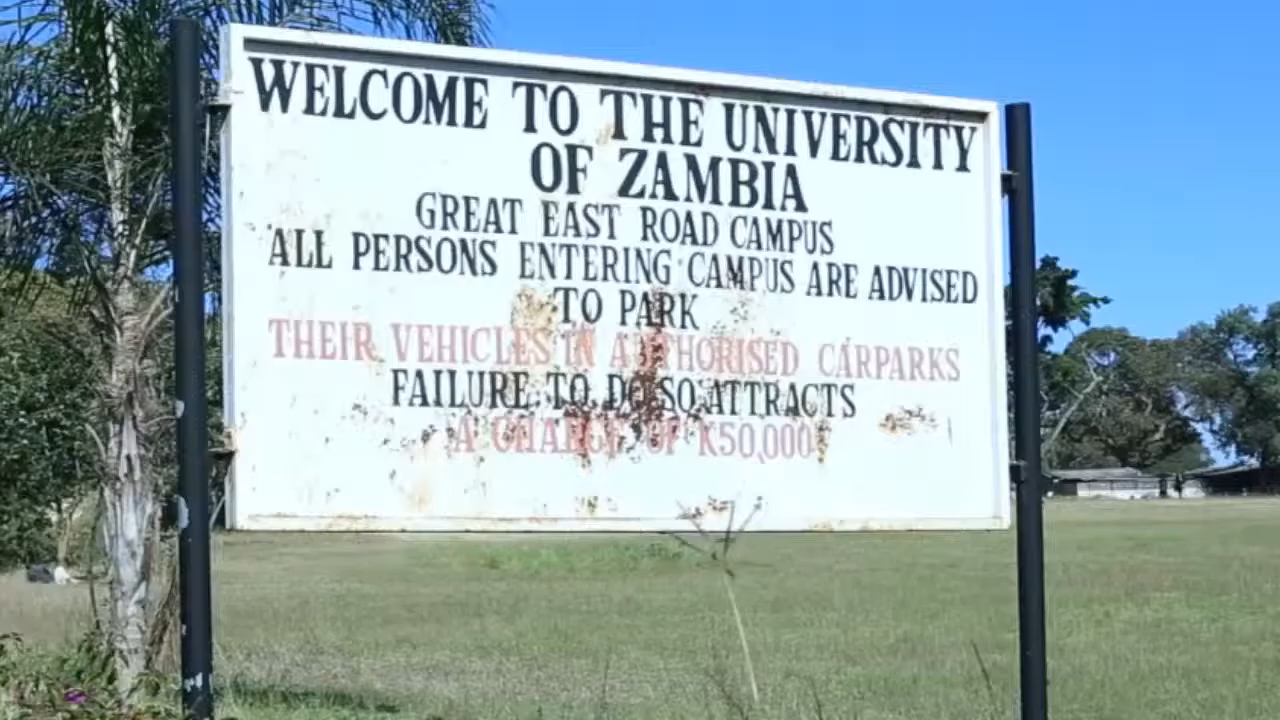 WELCOME TO THE UNIVERSITY
OF ZAMBIA
GREAT EAST ROAD CAMPUS
ALL PERSONS ENTERING CAMPUS ARE ADVISED
TO PARK
THEIR VEHICLES IN AUTHORISED CARPARKS
FAILURE TO DO SO ATTRACTS
A CHARGE OF K50,000